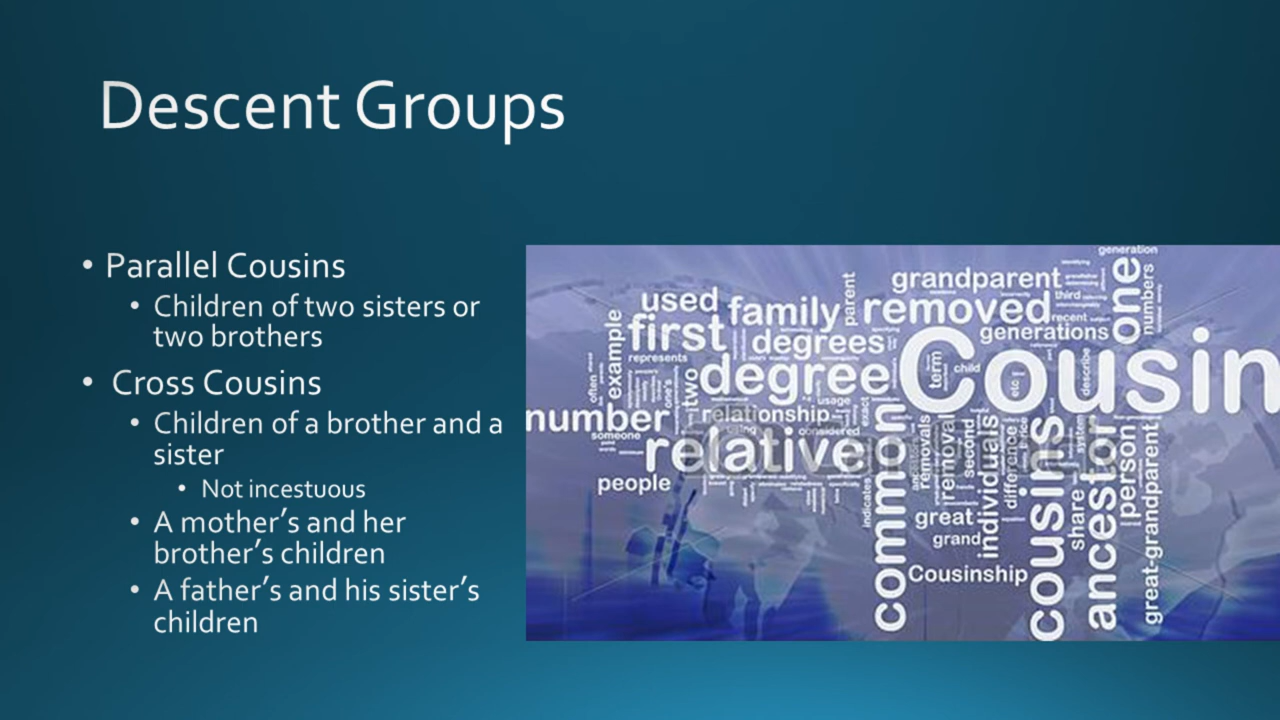 Descent Groups
• Parallel Cousins
• Children of two sisters or
two brothers
• Cross Cousins
• Children of a brother and a
sister
• Not incestuous
• A mother’s and her
brother’s children
• A father’s and his sister’s
children
generation
grandparent
one
numbers
parent
used
family
removed
third
recent
example
first
degrees
generations
represents
Cousin
often
two
degree
term
child
etc
describe
usage
exact
number
relationship
someone
considered
relative
common
removals
removal
second
individuals
difference
cousins
system
ancestor
person
great-grandparent
people
indicates
share
great
grand
Cousinship